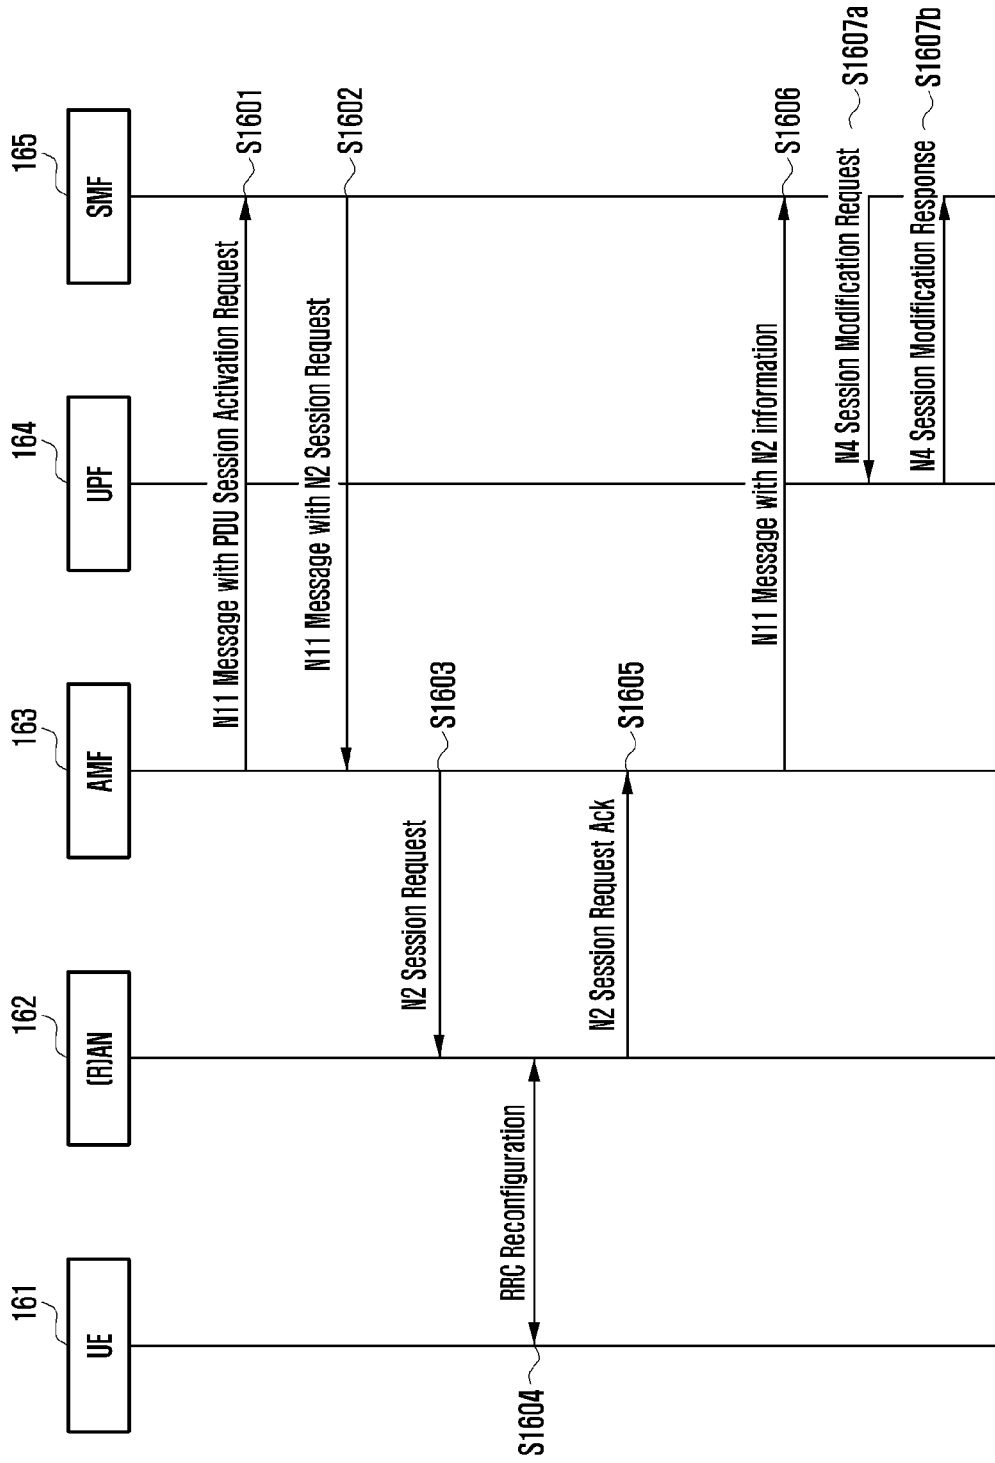 161
162
163
164
165
UE
(R)AN
AMF
UPF
SMF
N11 Message with PDU Session Activation Request
S1601
N11 Message with N2 Session Request
S1602
N2 Session Request
S1603
S1604
RRC Reconfiguration
N2 Session Request Ack
S1605
N11 Message with N2 information
S1606
N4 Session Modification Request
S1607a
N4 Session Modification Response
S1607b